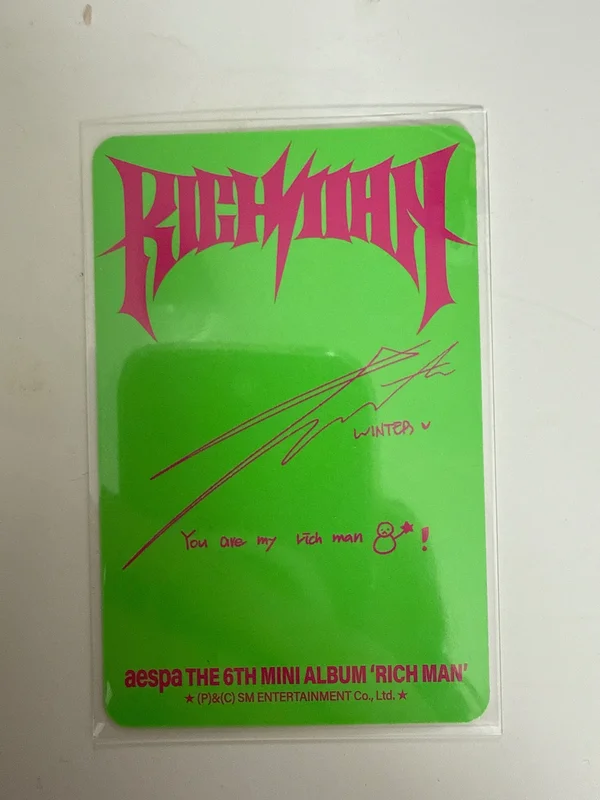 RICH MAN
WINTER
You are my rich man !
aespa THE 6TH MINI ALBUM ‘RICH MAN’
★ (P)&(C) SM ENTERTAINMENT Co., Ltd. ★